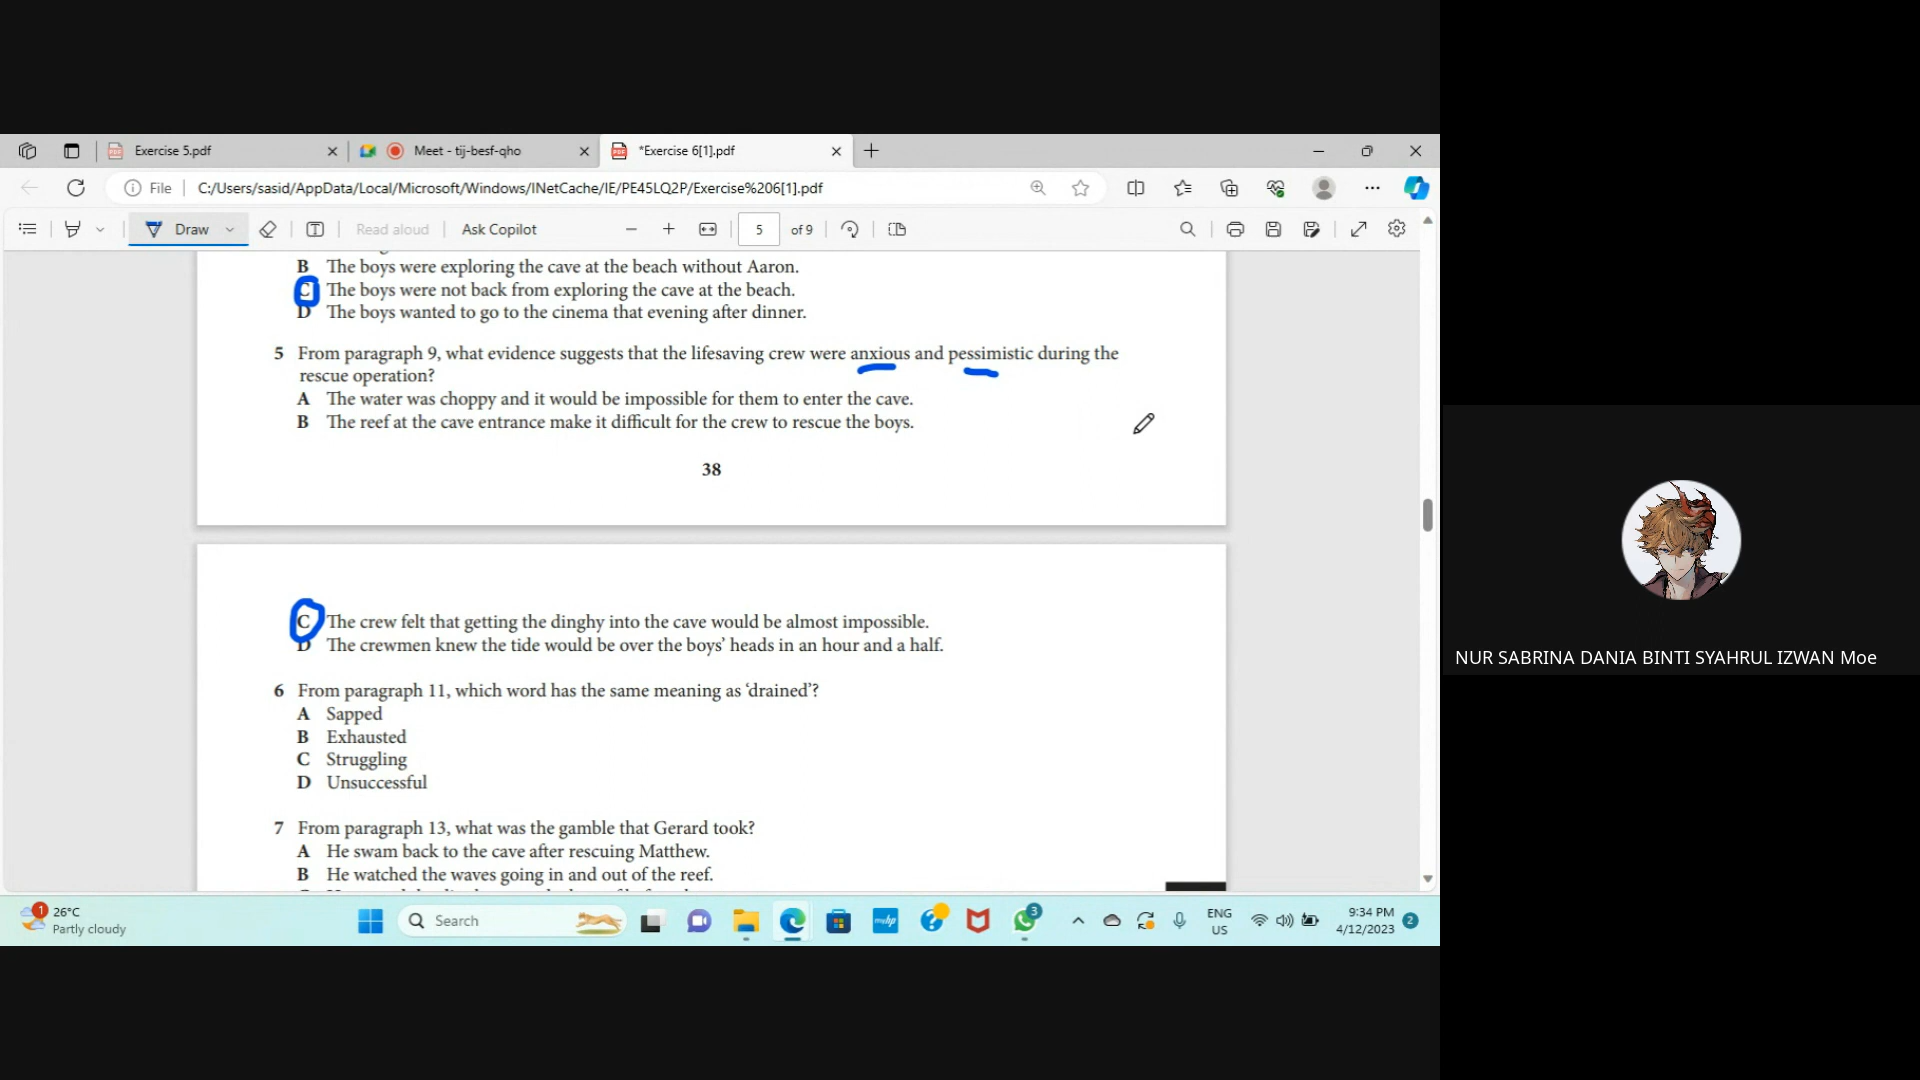 Exercise 5.pdf
Meet - tij-besf-qho
*Exercise 6[1].pdf
File
C:/Users/sasid/AppData/Local/Microsoft/Windows/INetCache/IE/PE45LQ2P/Exercise%206[1].pdf
Draw
Read aloud
Ask Copilot
5
of 9
B The boys were exploring the cave at the beach without Aaron.
C The boys were not back from exploring the cave at the beach.
D The boys wanted to go to the cinema that evening after dinner.
5 From paragraph 9, what evidence suggests that the lifesaving crew were anxious and pessimistic during the
rescue operation?
A The water was choppy and it would be impossible for them to enter the cave.
B The reef at the cave entrance make it difficult for the crew to rescue the boys.
38
C The crew felt that getting the dinghy into the cave would be almost impossible.
D The crewmen knew the tide would be over the boys' heads in an hour and a half.
6 From paragraph 11, which word has the same meaning as 'drained'?
A Sapped
B Exhausted
C Struggling
D Unsuccessful
7 From paragraph 13, what was the gamble that Gerard took?
A He swam back to the cave after rescuing Matthew.
B He watched the waves going in and out of the reef.
NUR SABRINA DANIA BINTI SYAHRUL IZWAN Moe
1
26°C
Partly cloudy
Search
myhp
3
ENG
US
9:34 PM
4/12/2023
2